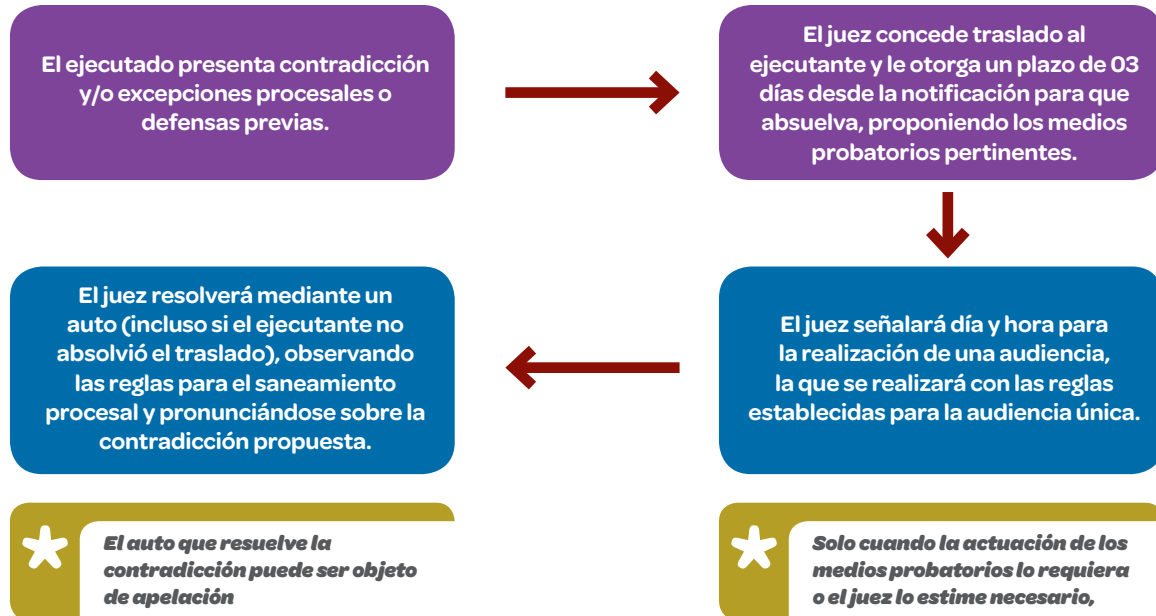 El ejecutado presenta contradicción
y/o excepciones procesales o
defensas previas.
El juez concede traslado al
ejecutante y le otorga un plazo de 03
días desde la notificación para que
absuelva, proponiendo los medios
probatorios pertinentes.
El juez señalará día y hora para
la realización de una audiencia,
la que se realizará con las reglas
establecidas para la audiencia única.
El juez resolverá mediante un
auto (incluso si el ejecutante no
absolvió el traslado), observando
las reglas para el saneamiento
procesal y pronunciándose sobre la
contradicción propuesta.
El auto que resuelve la
contradicción puede ser objeto
de apelación
Solo cuando la actuación de los
medios probatorios lo requiera
o el juez lo estime necesario,